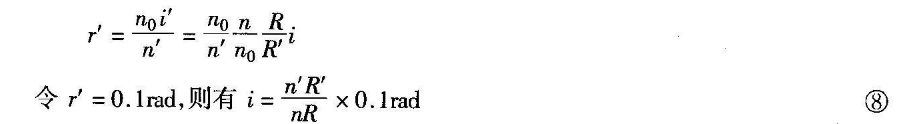 r′ = n₀i′/n′ = n₀/n′ n/n₀ R/R′ i
令 r′ = 0.1rad,则有 i = n′R′/nR × 0.1rad ⑧